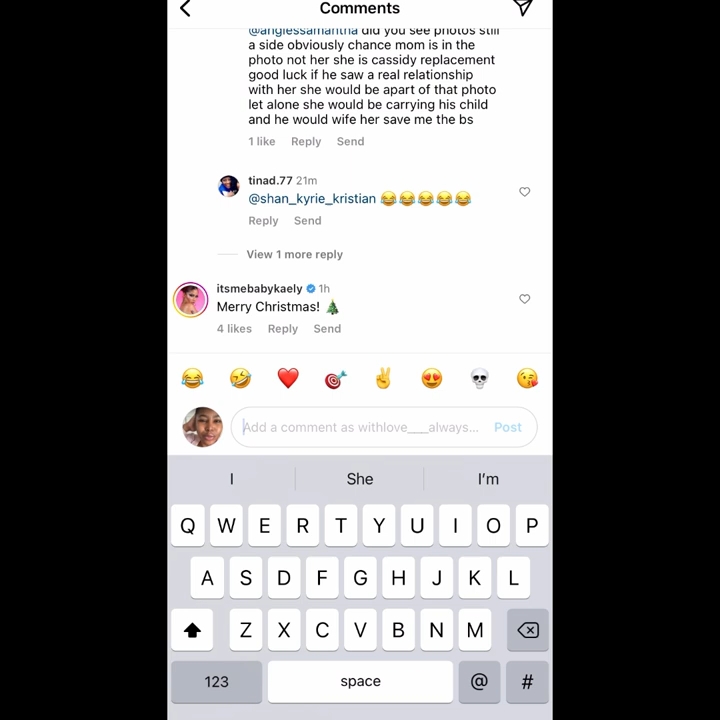 Comments
@angiessamantha did you see photos still
a side obviously chance mom is in the
photo not her she is cassidy replacement
good luck if he saw a real relationship
with her she would be apart of that photo
let alone she would be carrying his child
and he would wife her save me the bs
1 like Reply Send
tinad.77 21m
@shan_kyrie_kristian 😂😂😂😂😂
Reply Send
View 1 more reply
itsmebabykaely 1h
Merry Christmas! 🎄
4 likes Reply Send
😂 🤣 ❤️ 🎯 ✌️ 😍 💀 😘
Add a comment as withlove___always... Post
I She I'm
Q W E R T Y U I O P
A S D F G H J K L
Z X C V B N M
123 space @ #